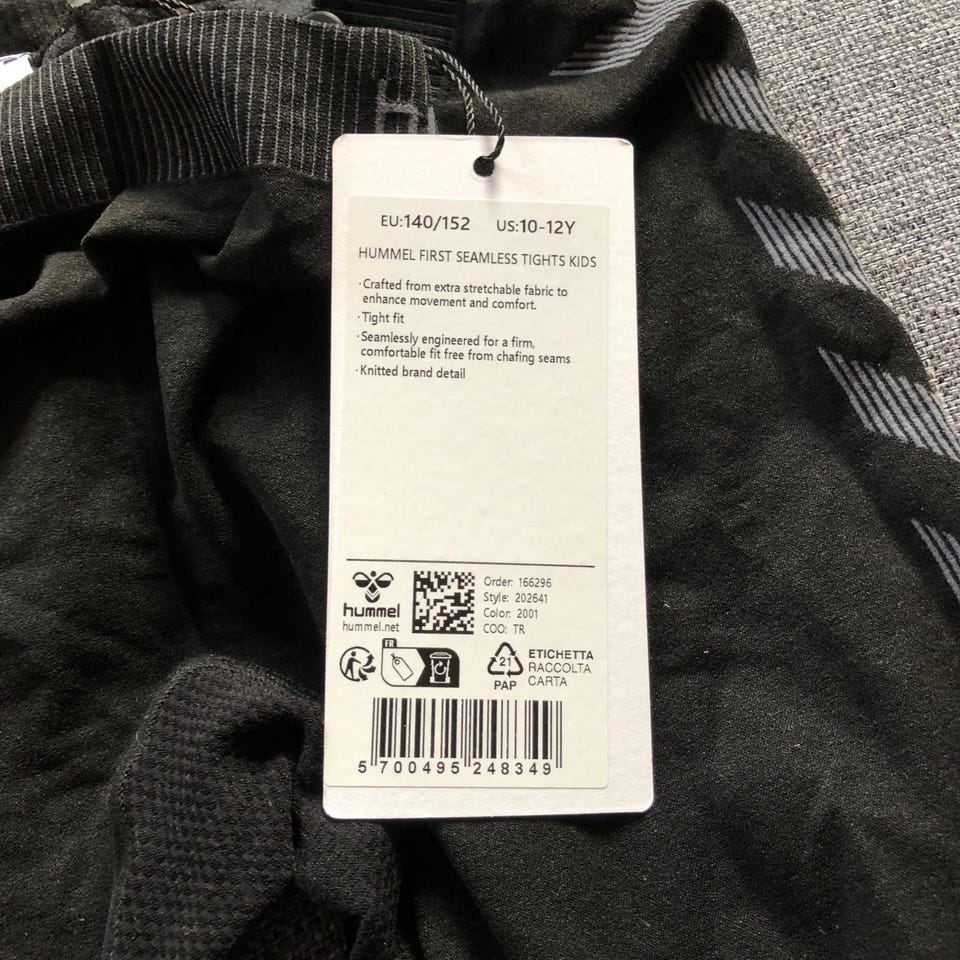 H
EU:140/152 US:10-12Y
HUMMEL FIRST SEAMLESS TIGHTS KIDS
·Crafted from extra stretchable fabric to
enhance movement and comfort.
·Tight fit
·Seamlessly engineered for a firm,
comfortable fit free from chafing seams
·Knitted brand detail
hummel
hummel.net
Order: 166296
Style: 202641
Color: 2001
COO: TR
FR
21
PAP
ETICHETTA
RACCOLTA
CARTA
5 700495 248349